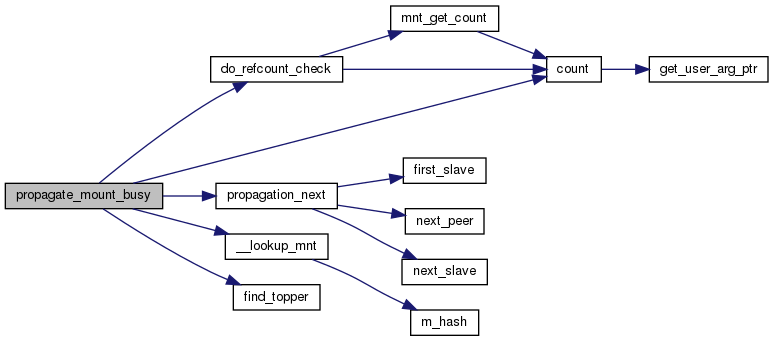 mnt_get_count
do_refcount_check
count
get_user_arg_ptr
first_slave
propagate_mount_busy
propagation_next
next_peer
__lookup_mnt
next_slave
find_topper
m_hash